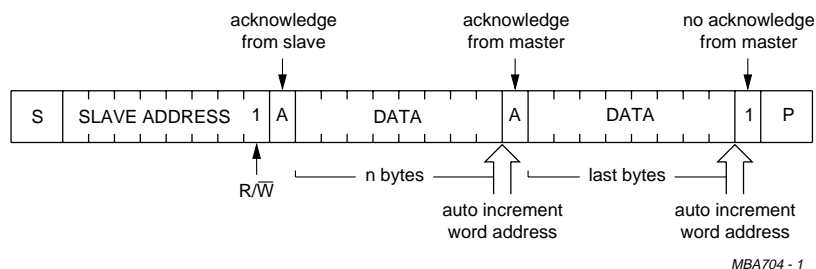 acknowledge
from slave
acknowledge
from master
no acknowledge
from master
S SLAVE ADDRESS 1 A DATA A DATA 1 P
R/W̅
n bytes
last bytes
auto increment
word address
auto increment
word address
MBA704 - 1